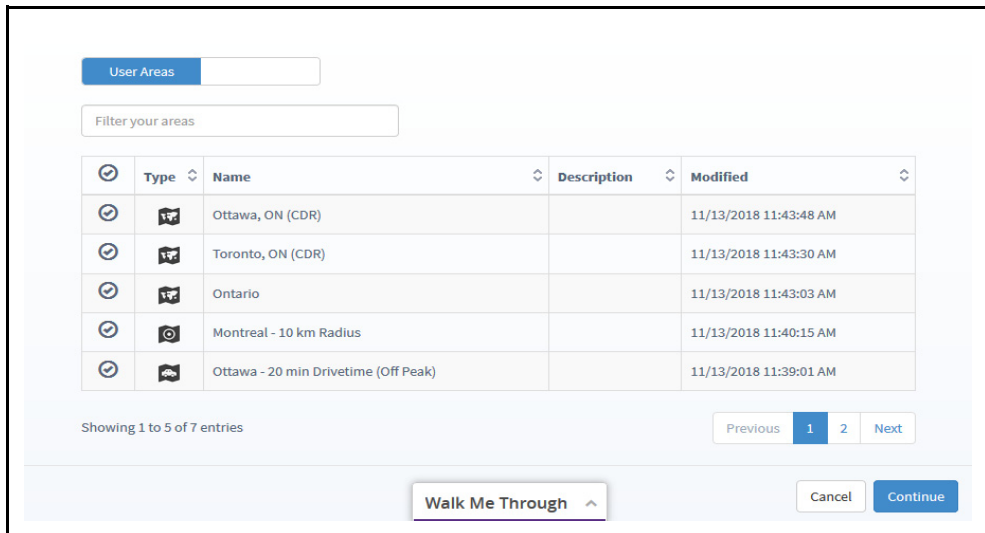 User Areas
Filter your areas
Type Name Description Modified
Ottawa, ON (CDR) 11/13/2018 11:43:48 AM
Toronto, ON (CDR) 11/13/2018 11:43:30 AM
Ontario 11/13/2018 11:43:03 AM
Montreal - 10 km Radius 11/13/2018 11:40:15 AM
Ottawa - 20 min Drivetime (Off Peak) 11/13/2018 11:39:01 AM
Showing 1 to 5 of 7 entries Previous 1 2 Next
Walk Me Through Cancel Continue